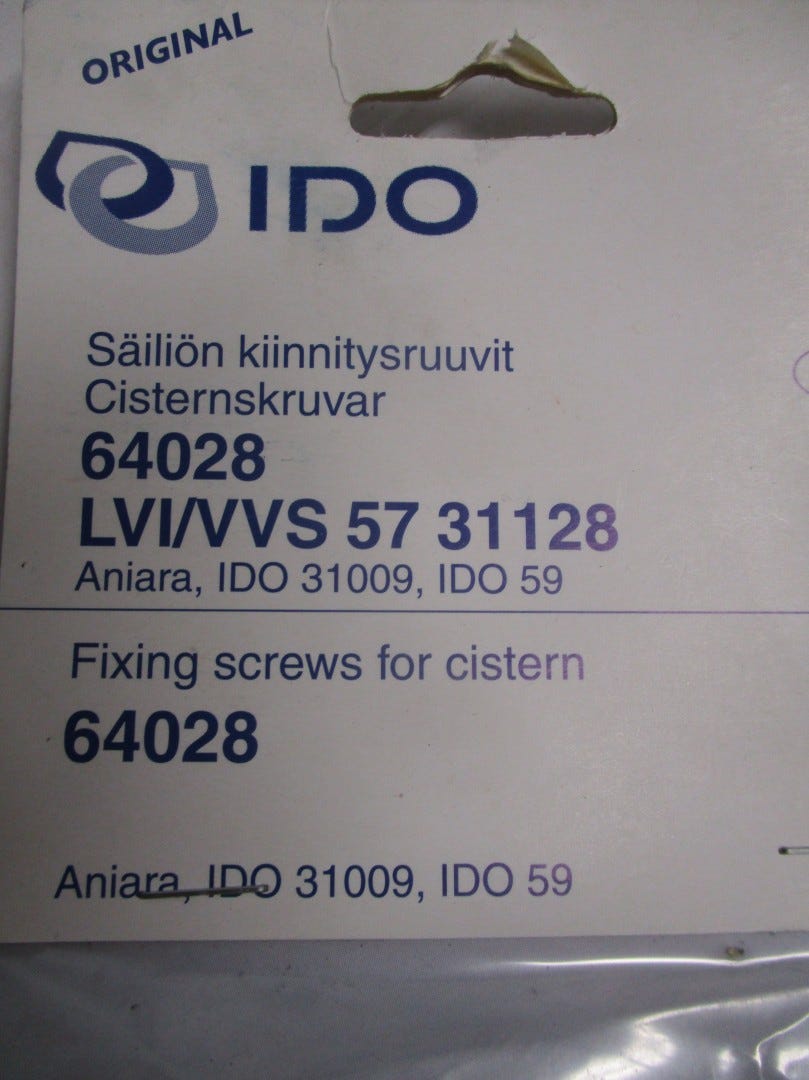 ORIGINAL
IDO
Säiliön kiinnitysruuvit
Cisternskruvar
64028
LVI/VVS 57 31128
Aniara, IDO 31009, IDO 59
Fixing screws for cistern
64028
Aniara, IDO 31009, IDO 59